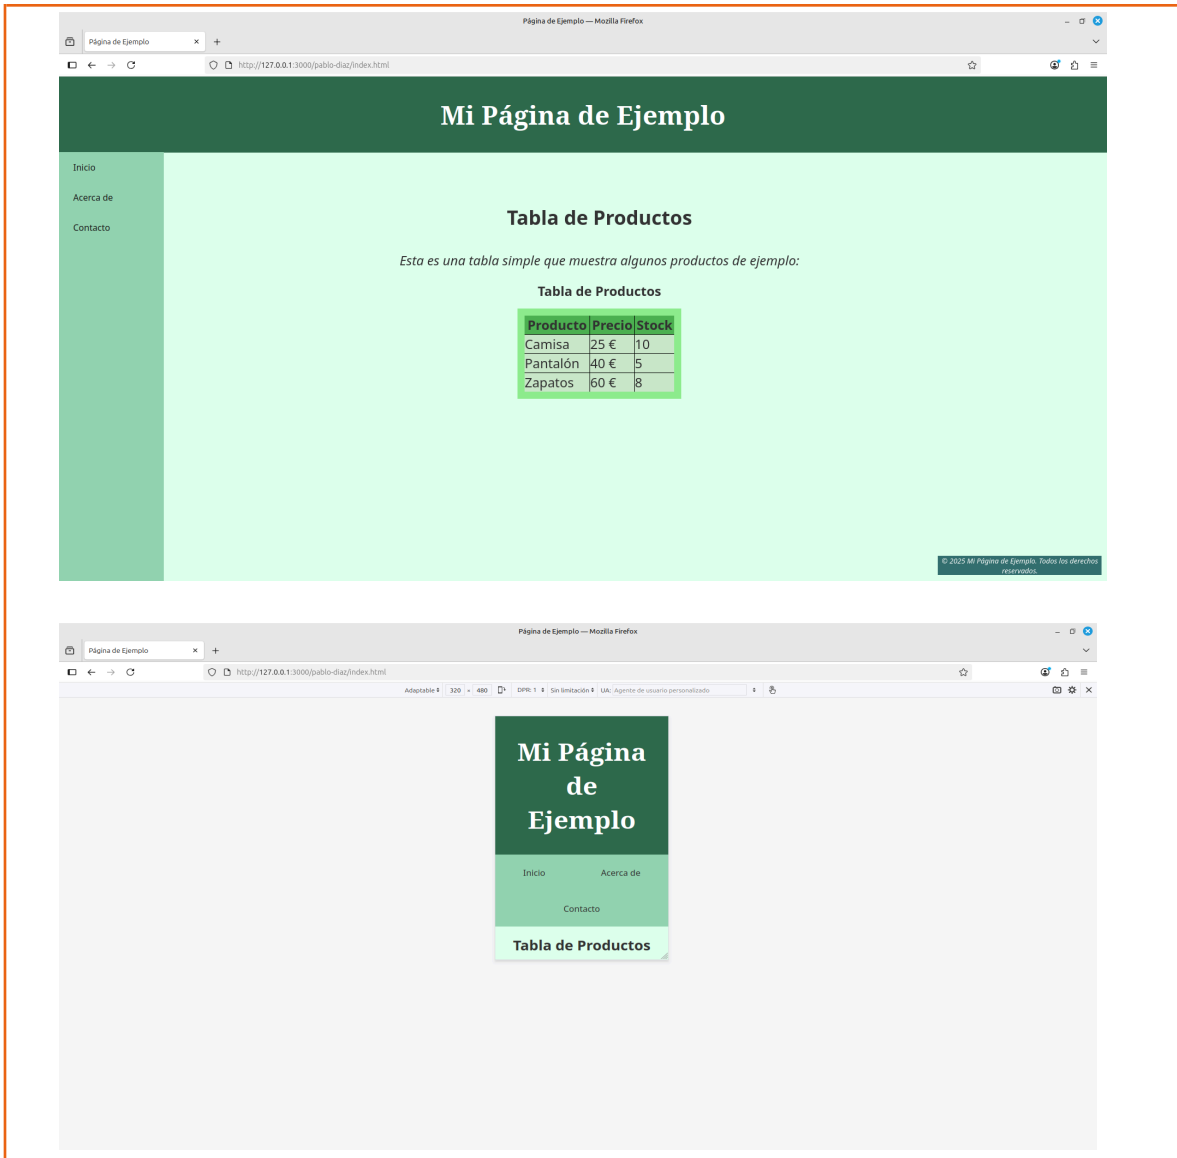 Página de Ejemplo — Mozilla Firefox
Página de Ejemplo
http://127.0.0.1:3000/pablo-diaz/index.html
Mi Página de Ejemplo
Inicio
Acerca de
Contacto
Tabla de Productos
Esta es una tabla simple que muestra algunos productos de ejemplo:
Tabla de Productos
Producto Precio Stock
Camisa 25 € 10
Pantalón 40 € 5
Zapatos 60 € 8
© 2025 Mi Página de Ejemplo. Todos los derechos
reservados.
Página de Ejemplo — Mozilla Firefox
Página de Ejemplo
http://127.0.0.1:3000/pablo-diaz/index.html
Adaptable 320 × 480 DPR: 1 Sin limitación UA: Agente de usuario personalizado
Mi Página
de
Ejemplo
Inicio Acerca de
Contacto
Tabla de Productos